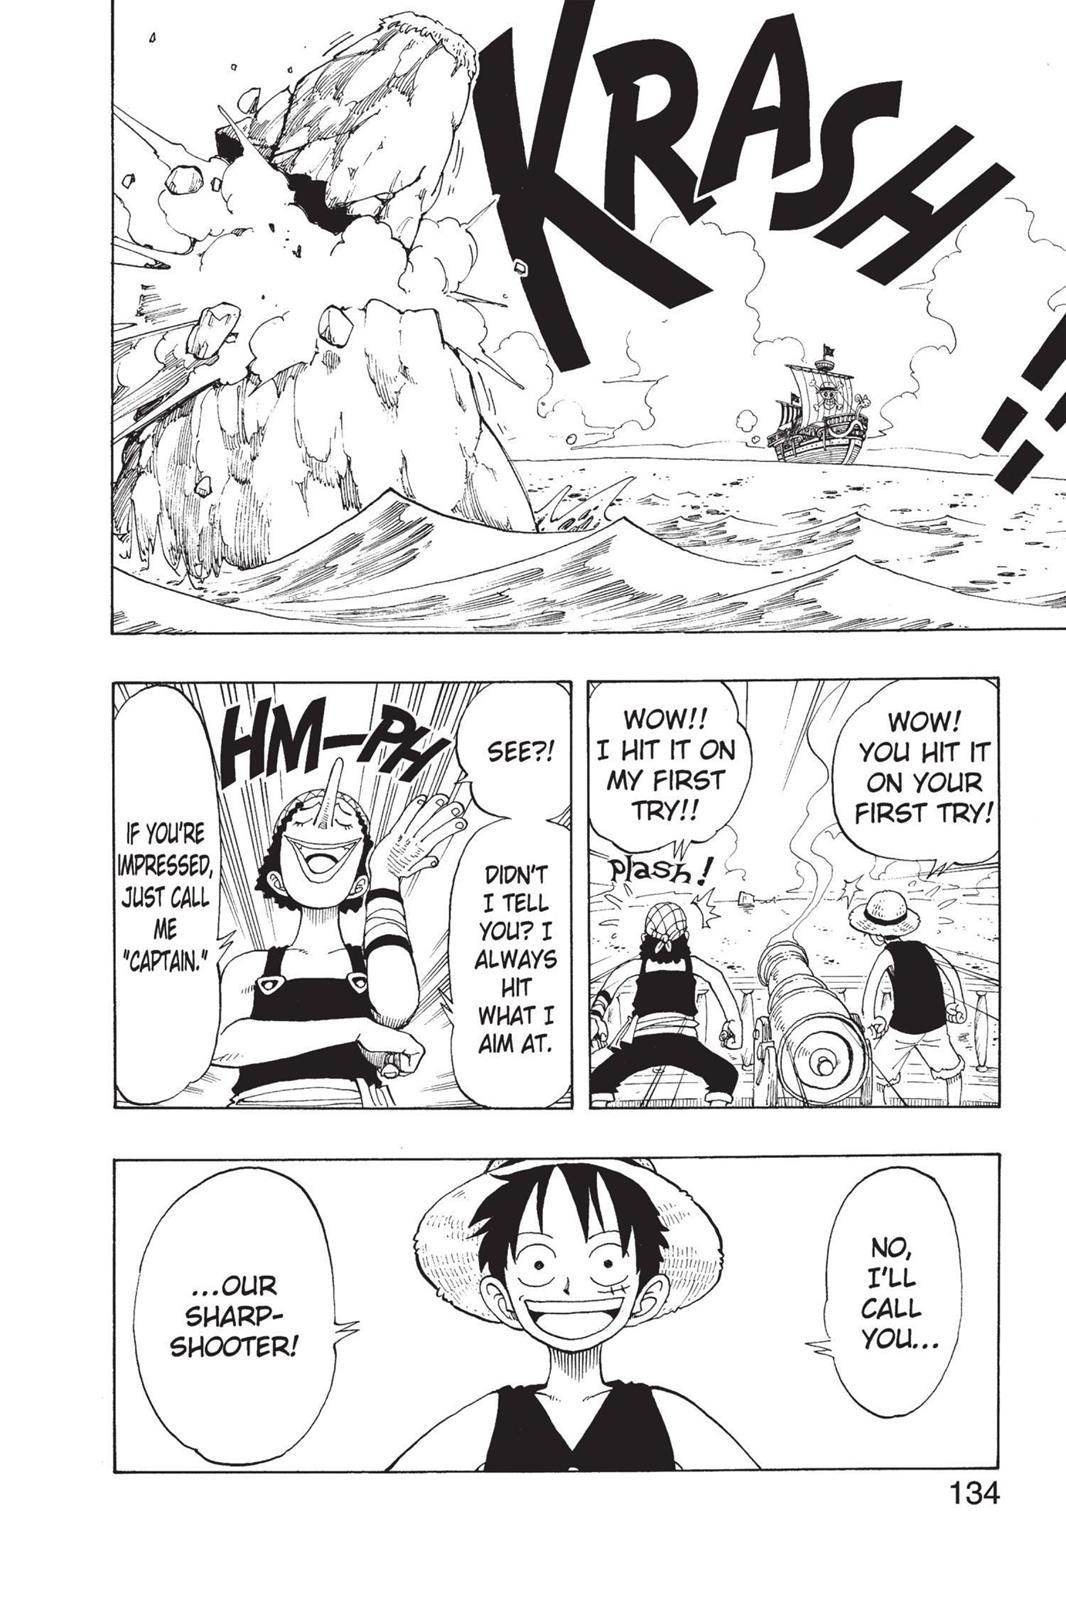 KRASH!!
WOW!
YOU HIT IT
ON YOUR
FIRST TRY!
WOW!!
I HIT IT ON
MY FIRST
TRY!!
plash!
SEE?!
DIDN'T
I TELL
YOU? I
ALWAYS
HIT
WHAT I
AIM AT.
HM-PH
IF YOU'RE
IMPRESSED,
JUST CALL
ME
"CAPTAIN."
NO,
I'LL
CALL
YOU...
...OUR
SHARP-
SHOOTER!
134